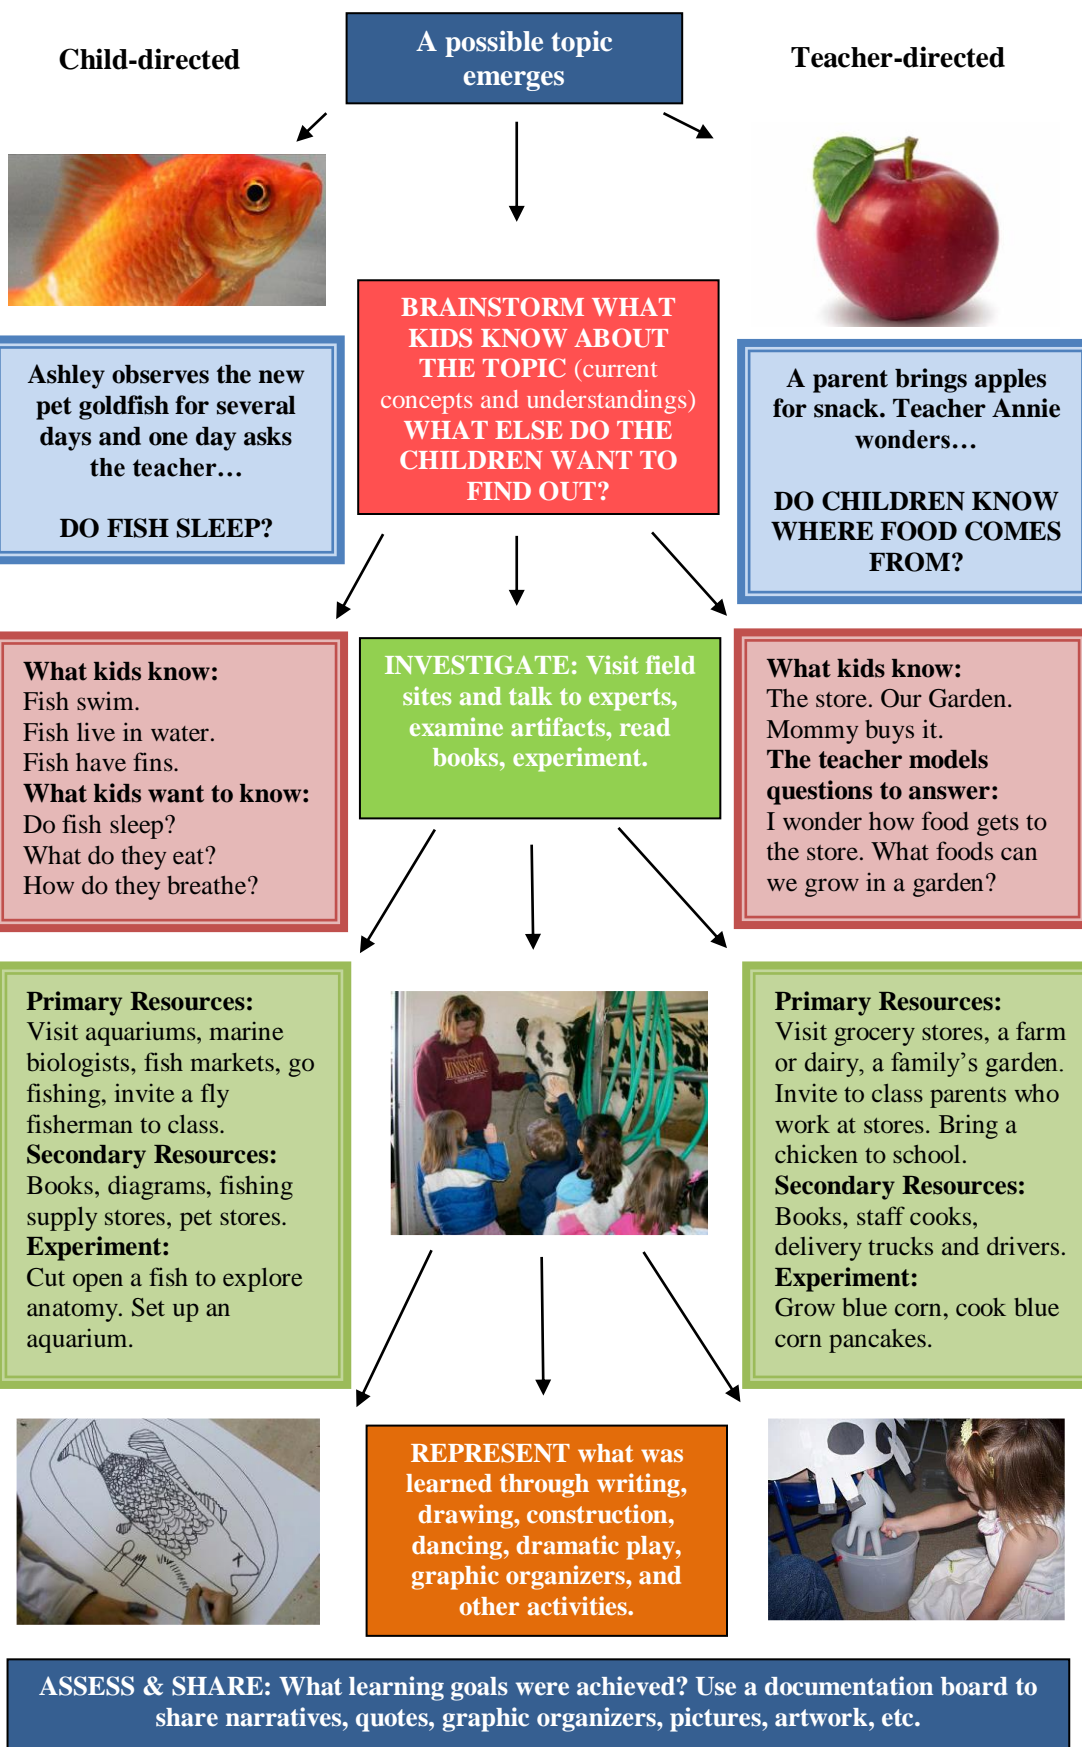 Child-directed
A possible topic
emerges
Teacher-directed
BRAINSTORM WHAT
KIDS KNOW ABOUT
THE TOPIC (current
concepts and understandings)
WHAT ELSE DO THE
CHILDREN WANT TO
FIND OUT?
Ashley observes the new
pet goldfish for several
days and one day asks
the teacher…
DO FISH SLEEP?
A parent brings apples
for snack. Teacher Annie
wonders…
DO CHILDREN KNOW
WHERE FOOD COMES
FROM?
What kids know:
Fish swim.
Fish live in water.
Fish have fins.
What kids want to know:
Do fish sleep?
What do they eat?
How do they breathe?
INVESTIGATE: Visit field
sites and talk to experts,
examine artifacts, read
books, experiment.
What kids know:
The store. Our Garden.
Mommy buys it.
The teacher models
questions to answer:
I wonder how food gets to
the store. What foods can
we grow in a garden?
Primary Resources:
Visit aquariums, marine
biologists, fish markets, go
fishing, invite a fly
fisherman to class.
Secondary Resources:
Books, diagrams, fishing
supply stores, pet stores.
Experiment:
Cut open a fish to explore
anatomy. Set up an
aquarium.
MINNESOTA
Primary Resources:
Visit grocery stores, a farm
or dairy, a family’s garden.
Invite to class parents who
work at stores. Bring a
chicken to school.
Secondary Resources:
Books, staff cooks,
delivery trucks and drivers.
Experiment:
Grow blue corn, cook blue
corn pancakes.
REPRESENT what was
learned through writing,
drawing, construction,
dancing, dramatic play,
graphic organizers, and
other activities.
ASSESS & SHARE: What learning goals were achieved? Use a documentation board to
share narratives, quotes, graphic organizers, pictures, artwork, etc.